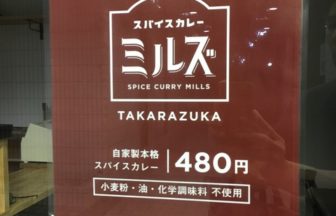 スパイスカレー
ミルズ
SPICE CURRY MILLS
TAKARAZUKA
自家製本格
スパイスカレー
480円
小麦粉・油・化学調味料 不使用